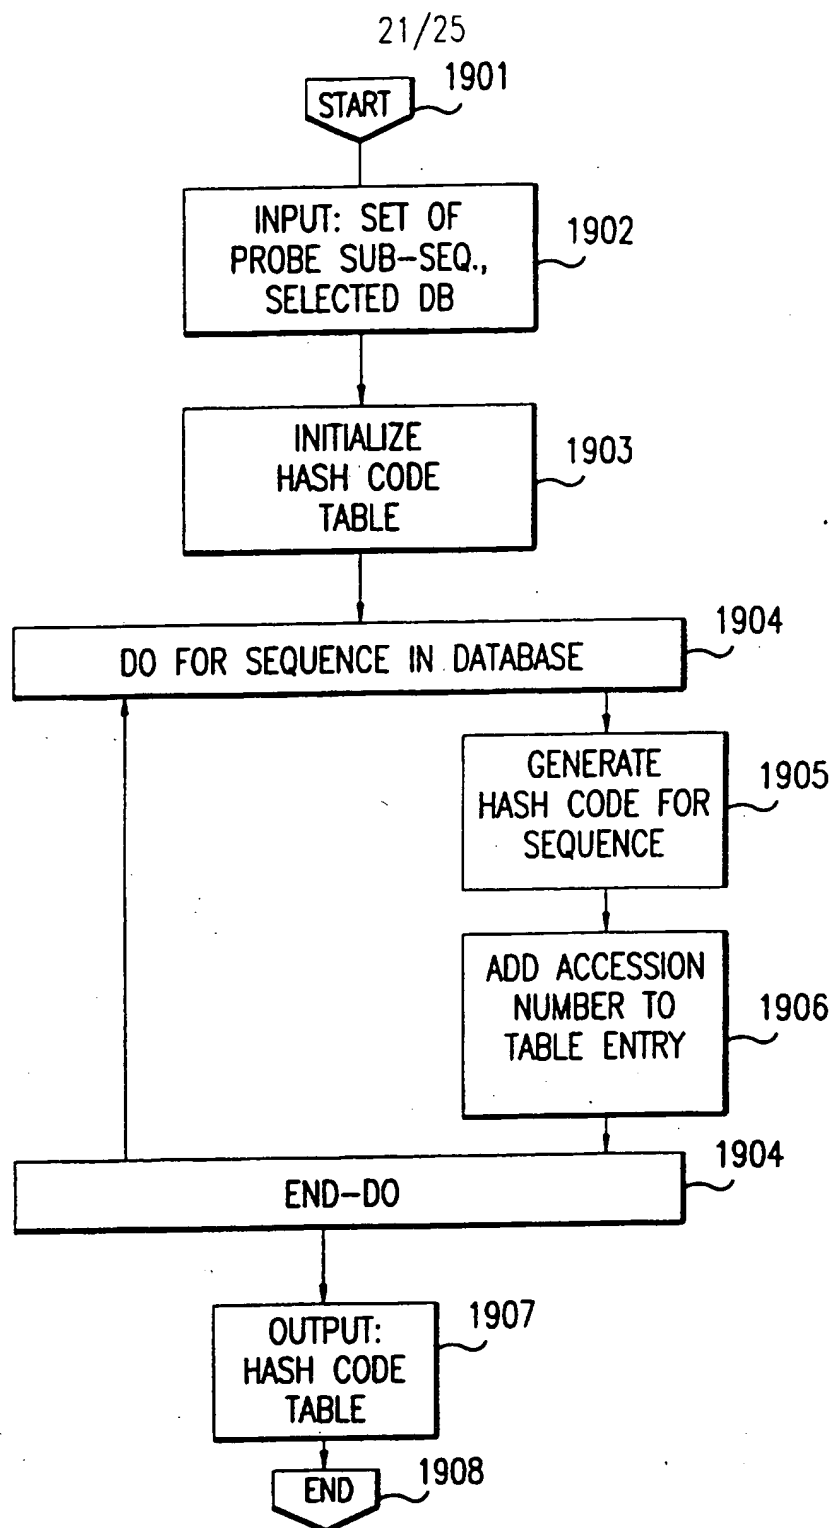 21/25
START
1901
INPUT: SET OF
PROBE SUB-SEQ.,
SELECTED DB
1902
INITIALIZE
HASH CODE
TABLE
1903
DO FOR SEQUENCE IN DATABASE
1904
GENERATE
HASH CODE FOR
SEQUENCE
1905
ADD ACCESSION
NUMBER TO
TABLE ENTRY
1906
END-DO
1904
OUTPUT:
HASH CODE
TABLE
1907
END
1908